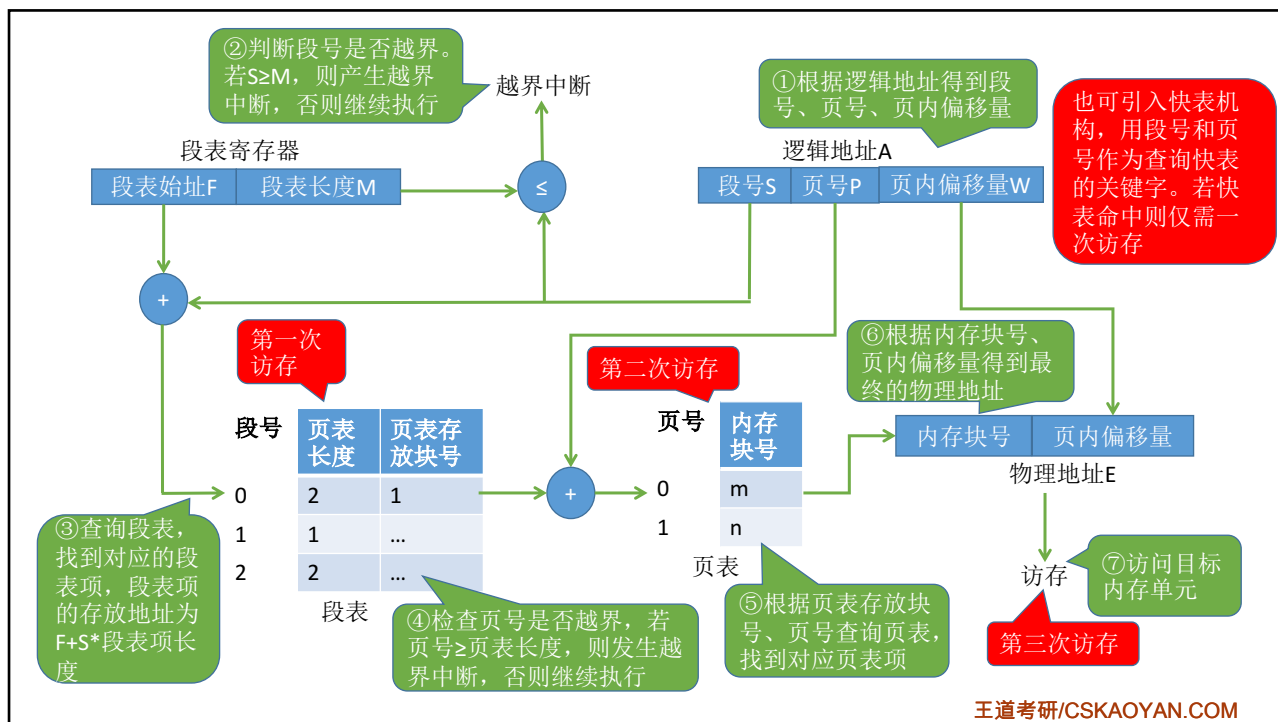 ②判断段号是否越界。
若S≥M，则产生越界
中断，否则继续执行
越界中断
①根据逻辑地址得到段
号、页号、页内偏移量
也可引入快表机
构，用段号和页
号作为查询快表
的关键字。若快
表命中则仅需一
次访存
段表寄存器
段表始址F
段表长度M
≤
逻辑地址A
段号S
页号P
页内偏移量W
+
第一次
访存
第二次访存
⑥根据内存块号、
页内偏移量得到最
终的物理地址
段号
页表
长度
页表存
放块号
0
2
1
1
1
...
2
2
...
段表
+
页号
内存
块号
0
m
1
n
页表
内存块号
页内偏移量
物理地址E
③查询段表，
找到对应的段
表项，段表项
的存放地址为
F+S*段表项长
度
④检查页号是否越界，若
页号≥页表长度，则发生越
界中断，否则继续执行
⑤根据页表存放块
号、页号查询页表，
找到对应页表项
访存
⑦访问目标
内存单元
第三次访存
王道考研/CSKAOYAN.COM